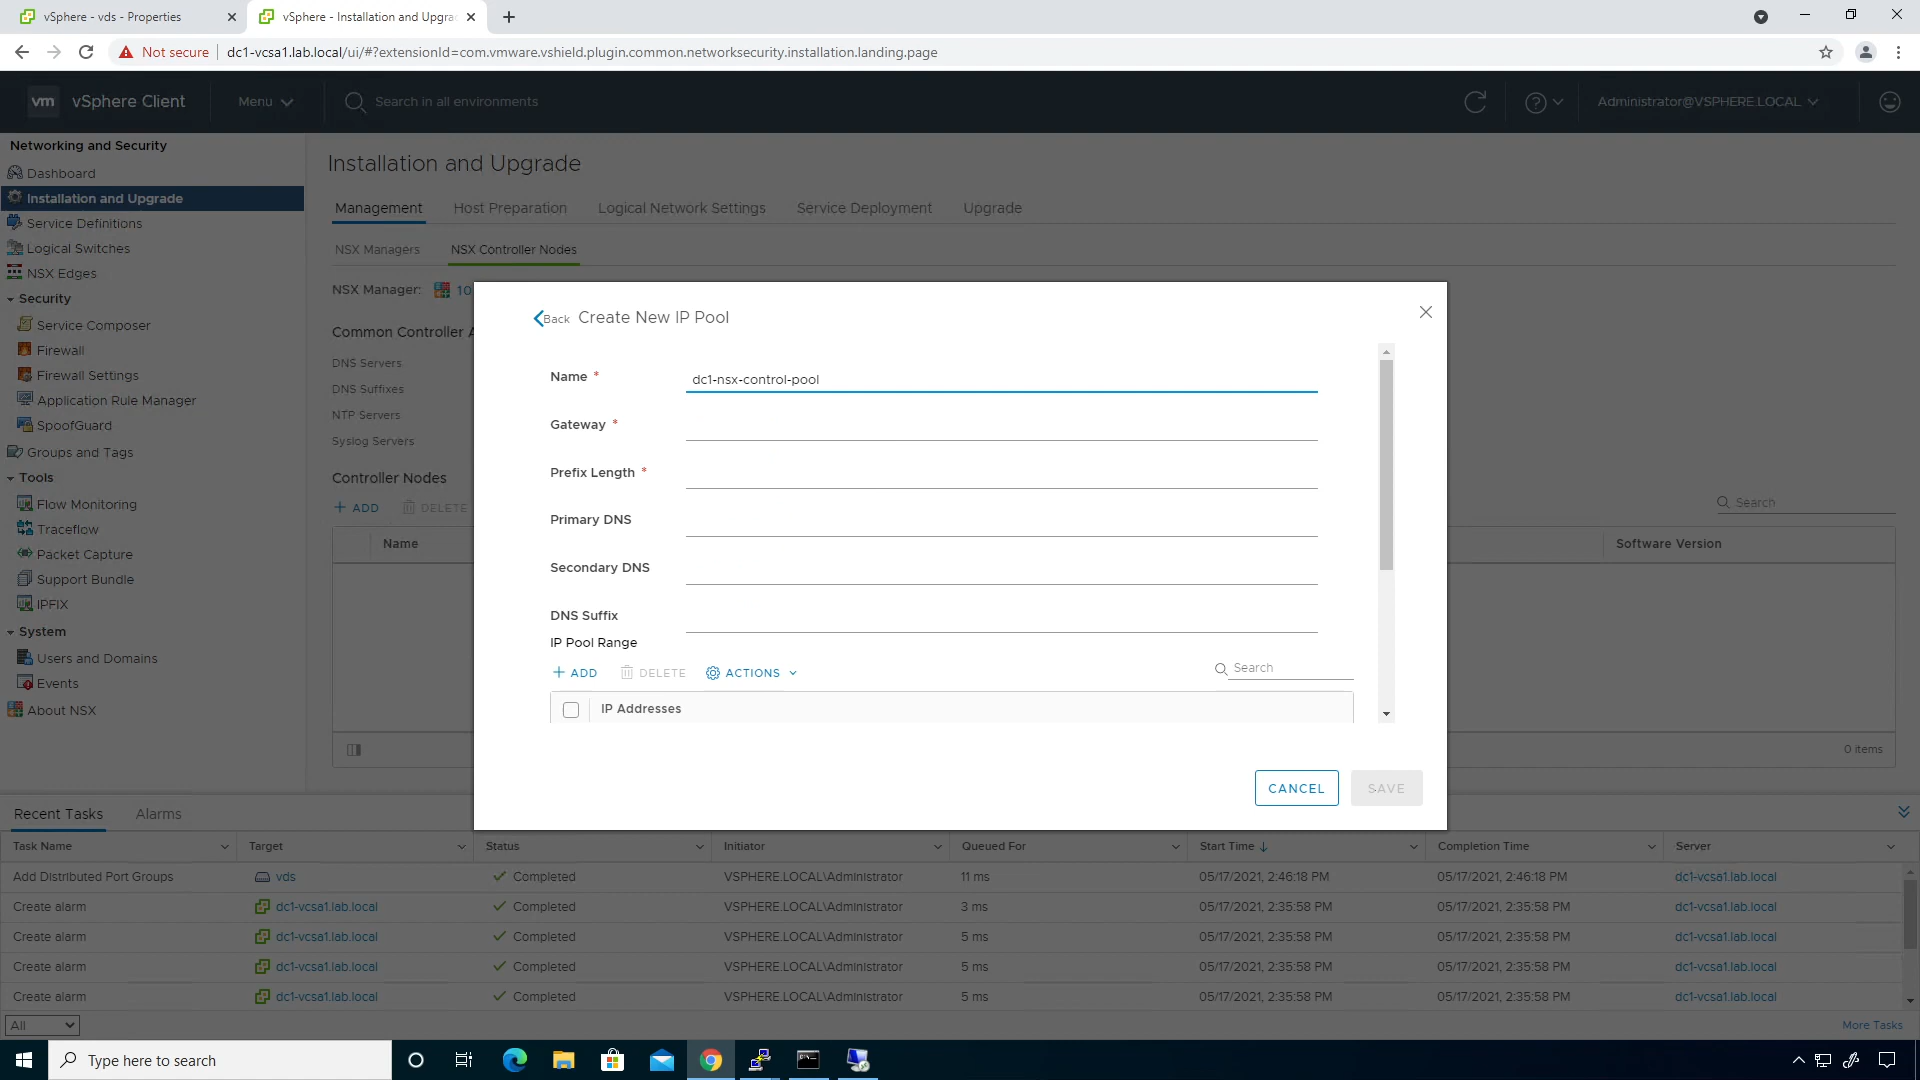 vSphere - vds - Properties
vSphere - Installation and Upgra
Not secure
dc1-vcsa1.lab.local/ui/#?extensionId=com.vmware.vshield.plugin.common.networksecurity.installation.landing.page
vm
vSphere Client
Menu
Search in all environments
Administrator@VSPHERE.LOCAL
Networking and Security
Dashboard
Installation and Upgrade
Service Definitions
Logical Switches
NSX Edges
Security
Service Composer
Firewall
Firewall Settings
Application Rule Manager
SpoofGuard
Groups and Tags
Tools
Flow Monitoring
Traceflow
Packet Capture
Support Bundle
IPFIX
System
Users and Domains
Events
About NSX
Installation and Upgrade
Management
Host Preparation
Logical Network Settings
Service Deployment
Upgrade
NSX Managers
NSX Controller Nodes
NSX Manager:
10
Common Controller A
DNS Servers
DNS Suffixes
NTP Servers
Syslog Servers
Controller Nodes
+ ADD
DELETE
Search
Name
Software Version
0 items
Back
Create New IP Pool
Name *
dc1-nsx-control-pool
Gateway *
Prefix Length *
Primary DNS
Secondary DNS
DNS Suffix
IP Pool Range
+ ADD
DELETE
ACTIONS
Search
IP Addresses
CANCEL
SAVE
Recent Tasks
Alarms
Task Name Target Status Initiator Queued For Start Time Completion Time Server
Add Distributed Port Groups vds Completed VSPHERE.LOCAL\Administrator 11 ms 05/17/2021, 2:46:18 PM 05/17/2021, 2:46:18 PM dc1-vcsa1.lab.local
Create alarm dc1-vcsa1.lab.local Completed VSPHERE.LOCAL\Administrator 3 ms 05/17/2021, 2:35:58 PM 05/17/2021, 2:35:58 PM dc1-vcsa1.lab.local
Create alarm dc1-vcsa1.lab.local Completed VSPHERE.LOCAL\Administrator 5 ms 05/17/2021, 2:35:58 PM 05/17/2021, 2:35:58 PM dc1-vcsa1.lab.local
Create alarm dc1-vcsa1.lab.local Completed VSPHERE.LOCAL\Administrator 5 ms 05/17/2021, 2:35:58 PM 05/17/2021, 2:35:58 PM dc1-vcsa1.lab.local
Create alarm dc1-vcsa1.lab.local Completed VSPHERE.LOCAL\Administrator 5 ms 05/17/2021, 2:35:58 PM 05/17/2021, 2:35:58 PM dc1-vcsa1.lab.local
All
More Tasks
Type here to search